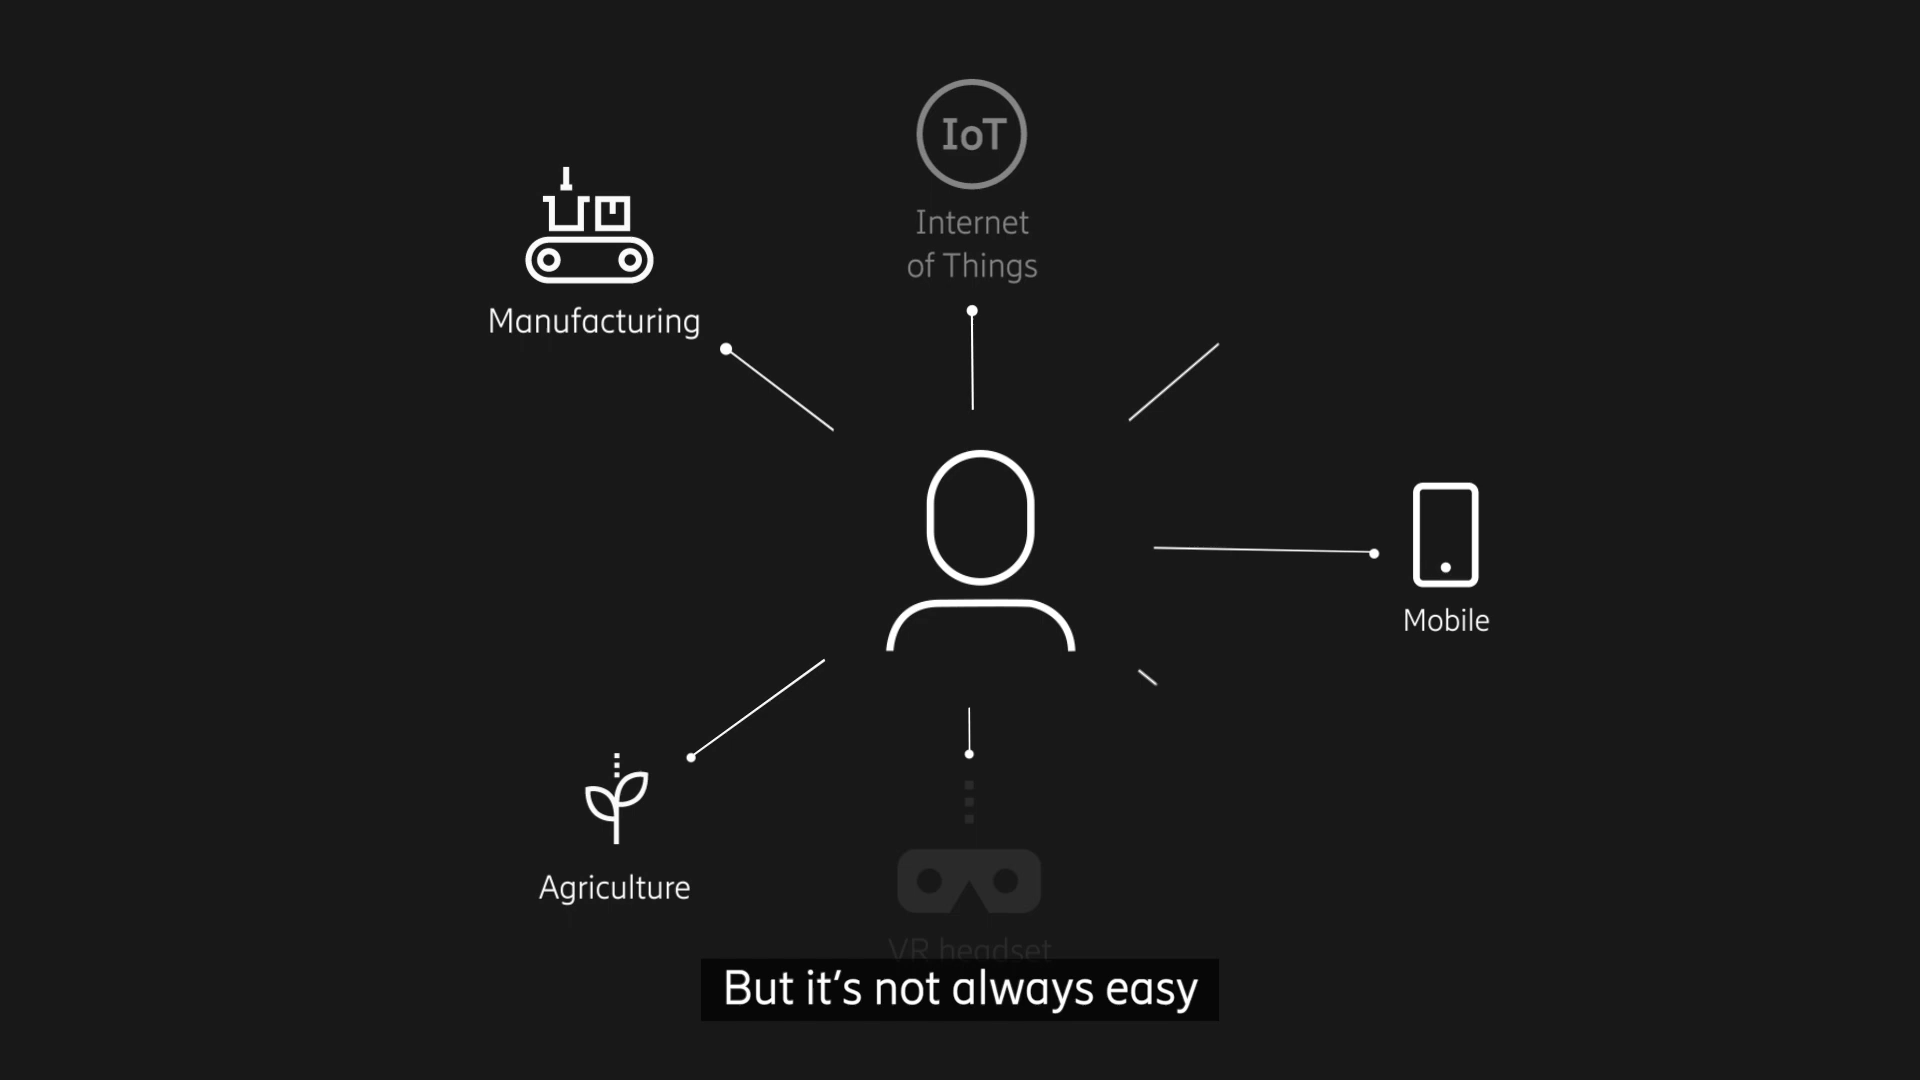 IoT
Internet
of Things
Manufacturing
Mobile
Agriculture
VR headset
But it's not always easy